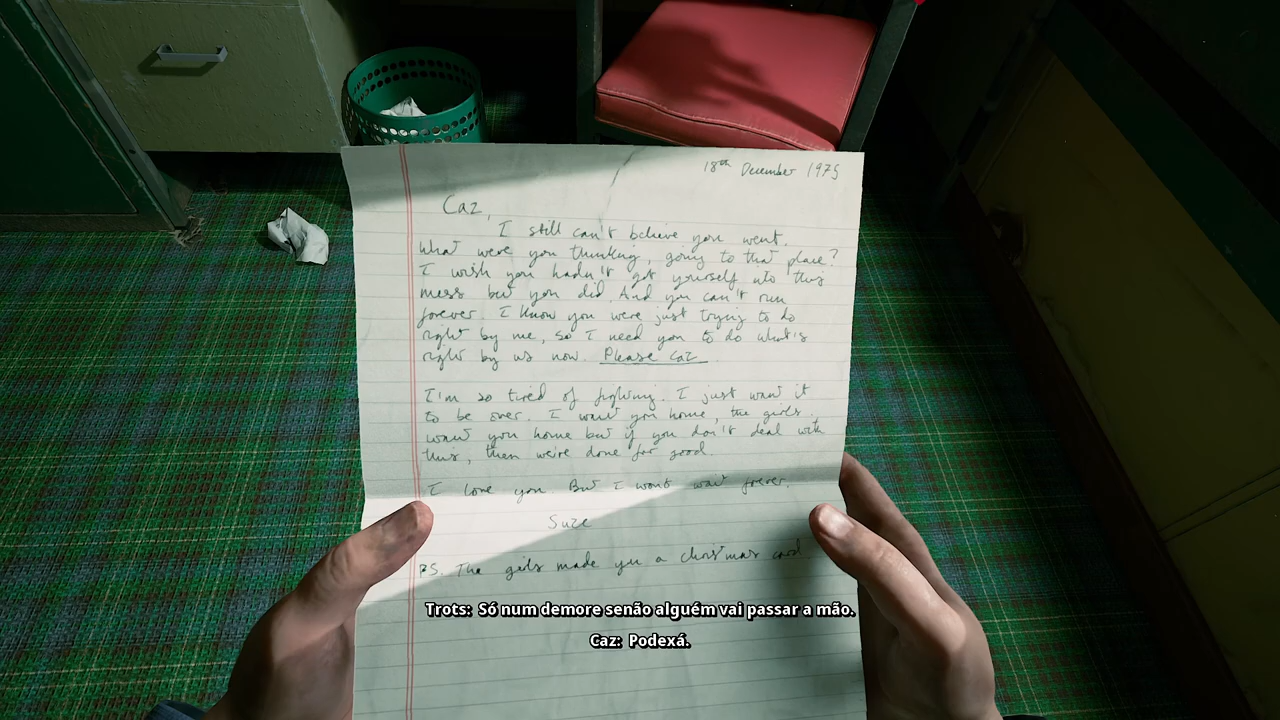 18th December 1975
Caz,
I still can't believe you went.
What were you thinking, going to that place?
I wish you hadn't got yourself into this
mess but you did. And you can't run
forever. I know you were just trying to do
right by me, so I need you to do what's
right by us now. Please Caz
I'm so tired of fighting. I just want it
to be over. I want you home, the girls
want you home but if you don't deal with
this, then we're done for good.
I love you. But I won't wait forever.
Suze
P.S. The girls made you a christmas card
Trots: Só num demore senão alguém vai passar a mão.
Caz: Podexá.